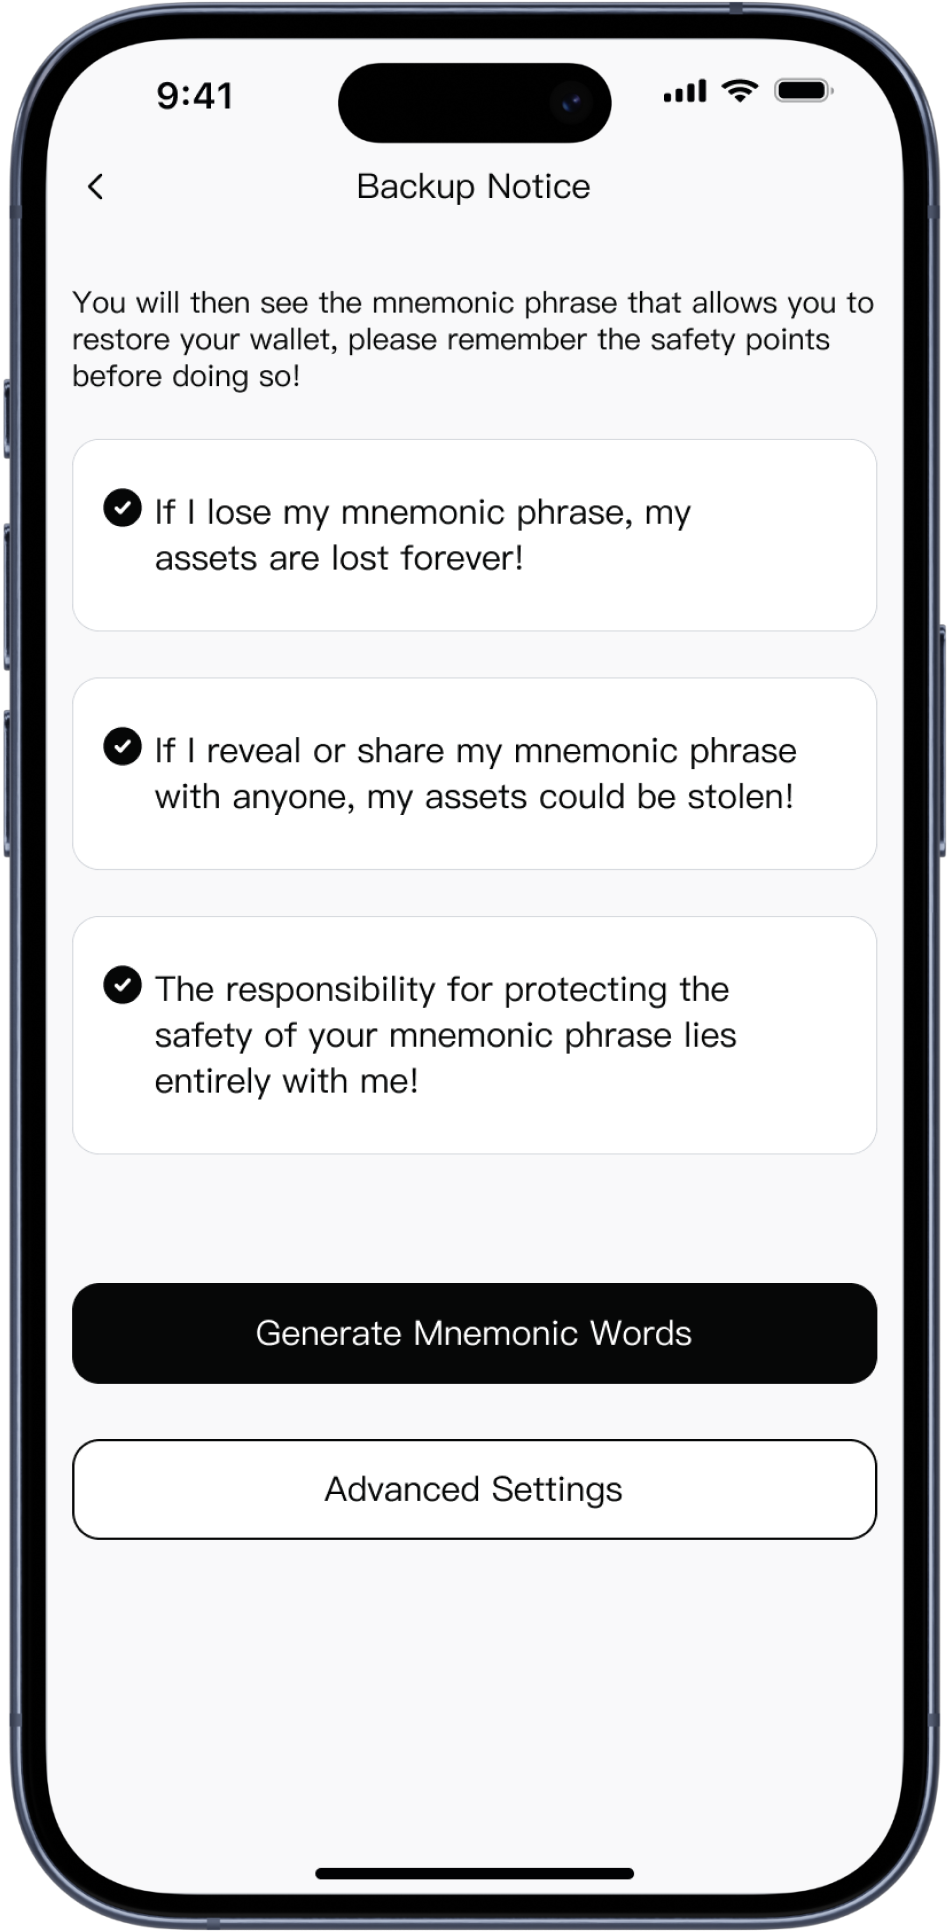 9:41
Backup Notice
You will then see the mnemonic phrase that allows you to
restore your wallet, please remember the safety points
before doing so!
If I lose my mnemonic phrase, my
assets are lost forever!
If I reveal or share my mnemonic phrase
with anyone, my assets could be stolen!
The responsibility for protecting the
safety of your mnemonic phrase lies
entirely with me!
Generate Mnemonic Words
Advanced Settings